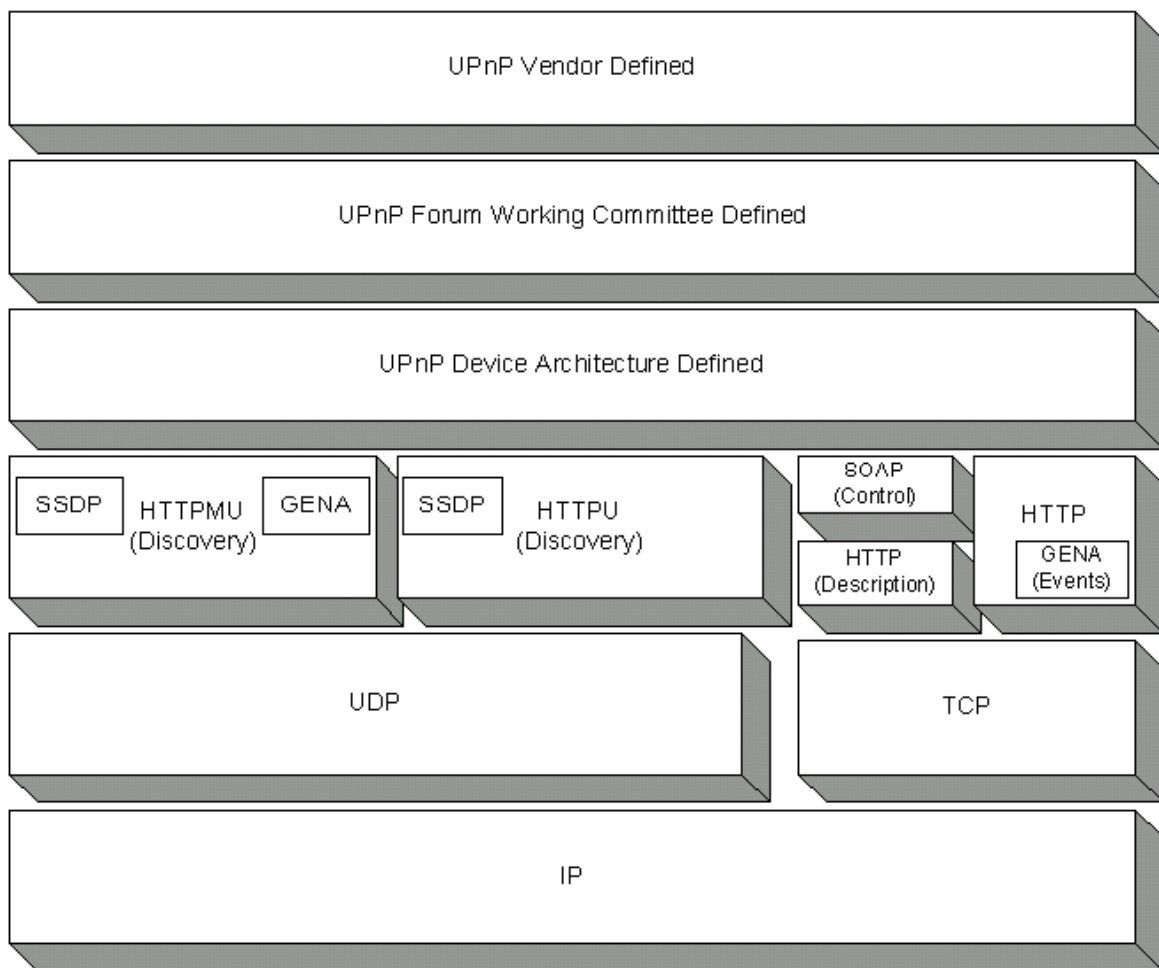 UPnP Vendor Defined
UPnP Forum Working Committee Defined
UPnP Device Architecture Defined
SSDP
HTTPMU
(Discovery)
GENA
SSDP
HTTPU
(Discovery)
SOAP
(Control)
HTTP
(Description)
HTTP
GENA
(Events)
UDP
TCP
IP